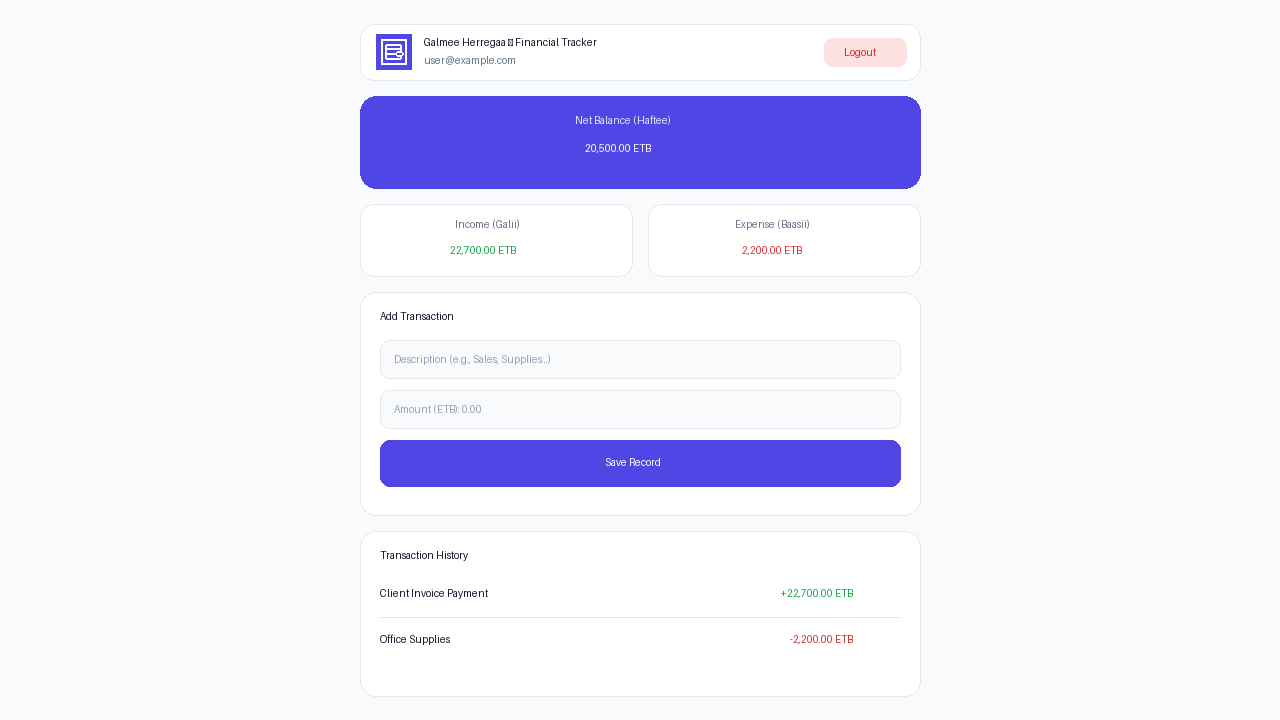 Galmee Herregaa Financial Tracker
user@example.com
Logout
Net Balance (Haftee)
20,500.00 ETB
Income (Galii)
22,700.00 ETB
Expense (Baasii)
2,200.00 ETB
Add Transaction
Description (e.g., Sales, Supplies...)
Amount (ETB): 0.00
Save Record
Transaction History
Client Invoice Payment
+22,700.00 ETB
Office Supplies
-2,200.00 ETB